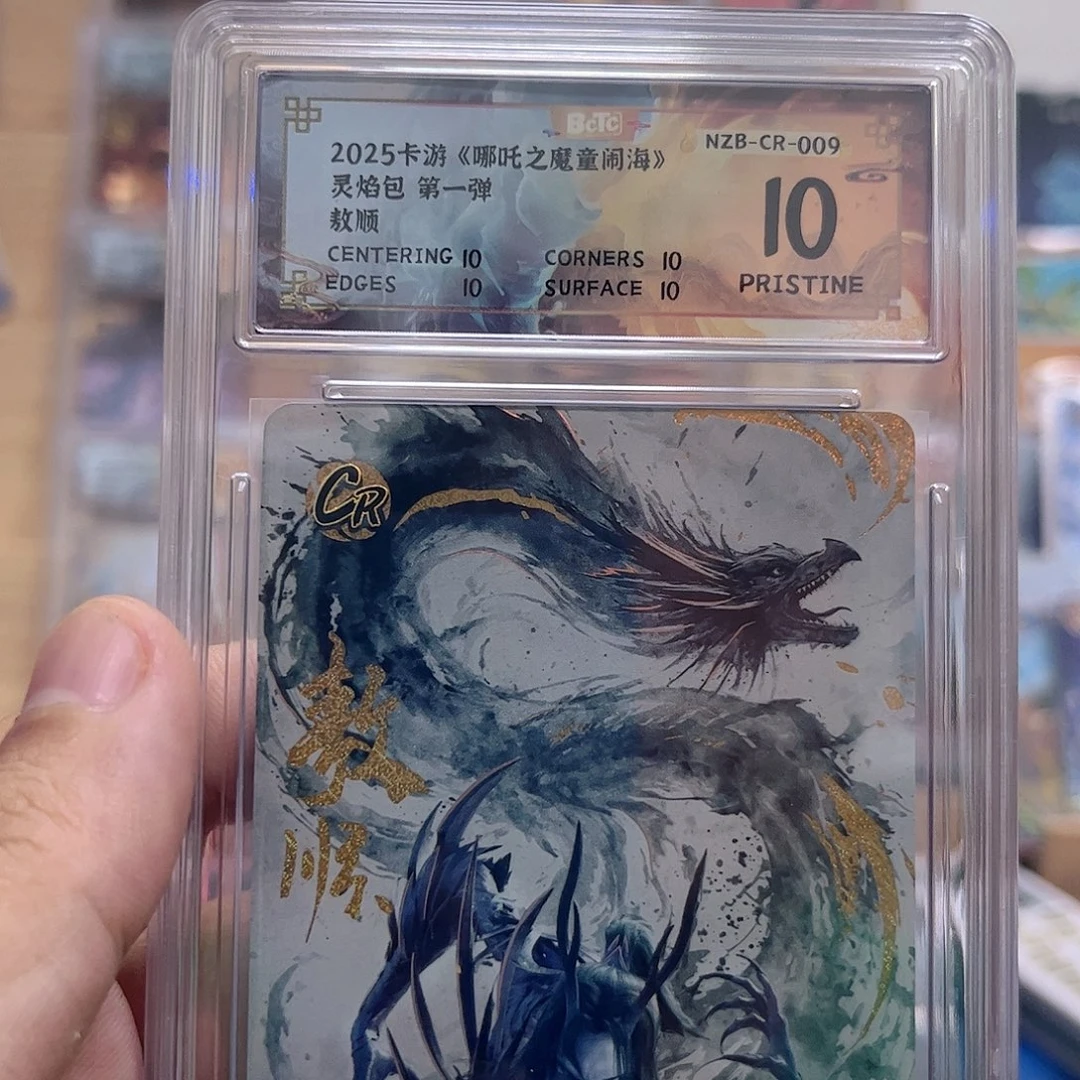 BCTC
2025卡游《哪吒之魔童闹海》
NZB-CR-009
灵焰包 第一弹
敖顺
10
CENTERING 10 CORNERS 10
EDGES 10 SURFACE 10
PRISTINE
CR
敖
顺